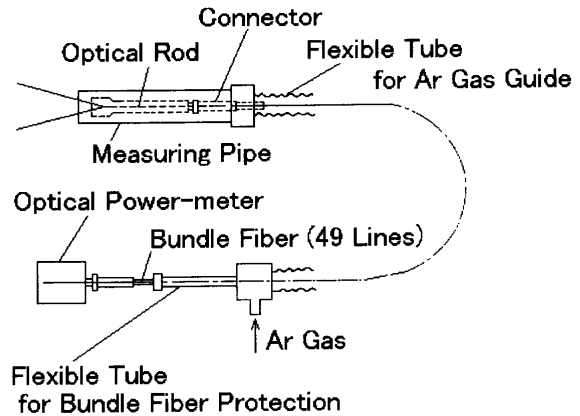 Connector
Optical Rod
Flexible Tube
for Ar Gas Guide
Measuring Pipe
Optical Power-meter
Bundle Fiber (49 Lines)
Ar Gas
Flexible Tube
for Bundle Fiber Protection